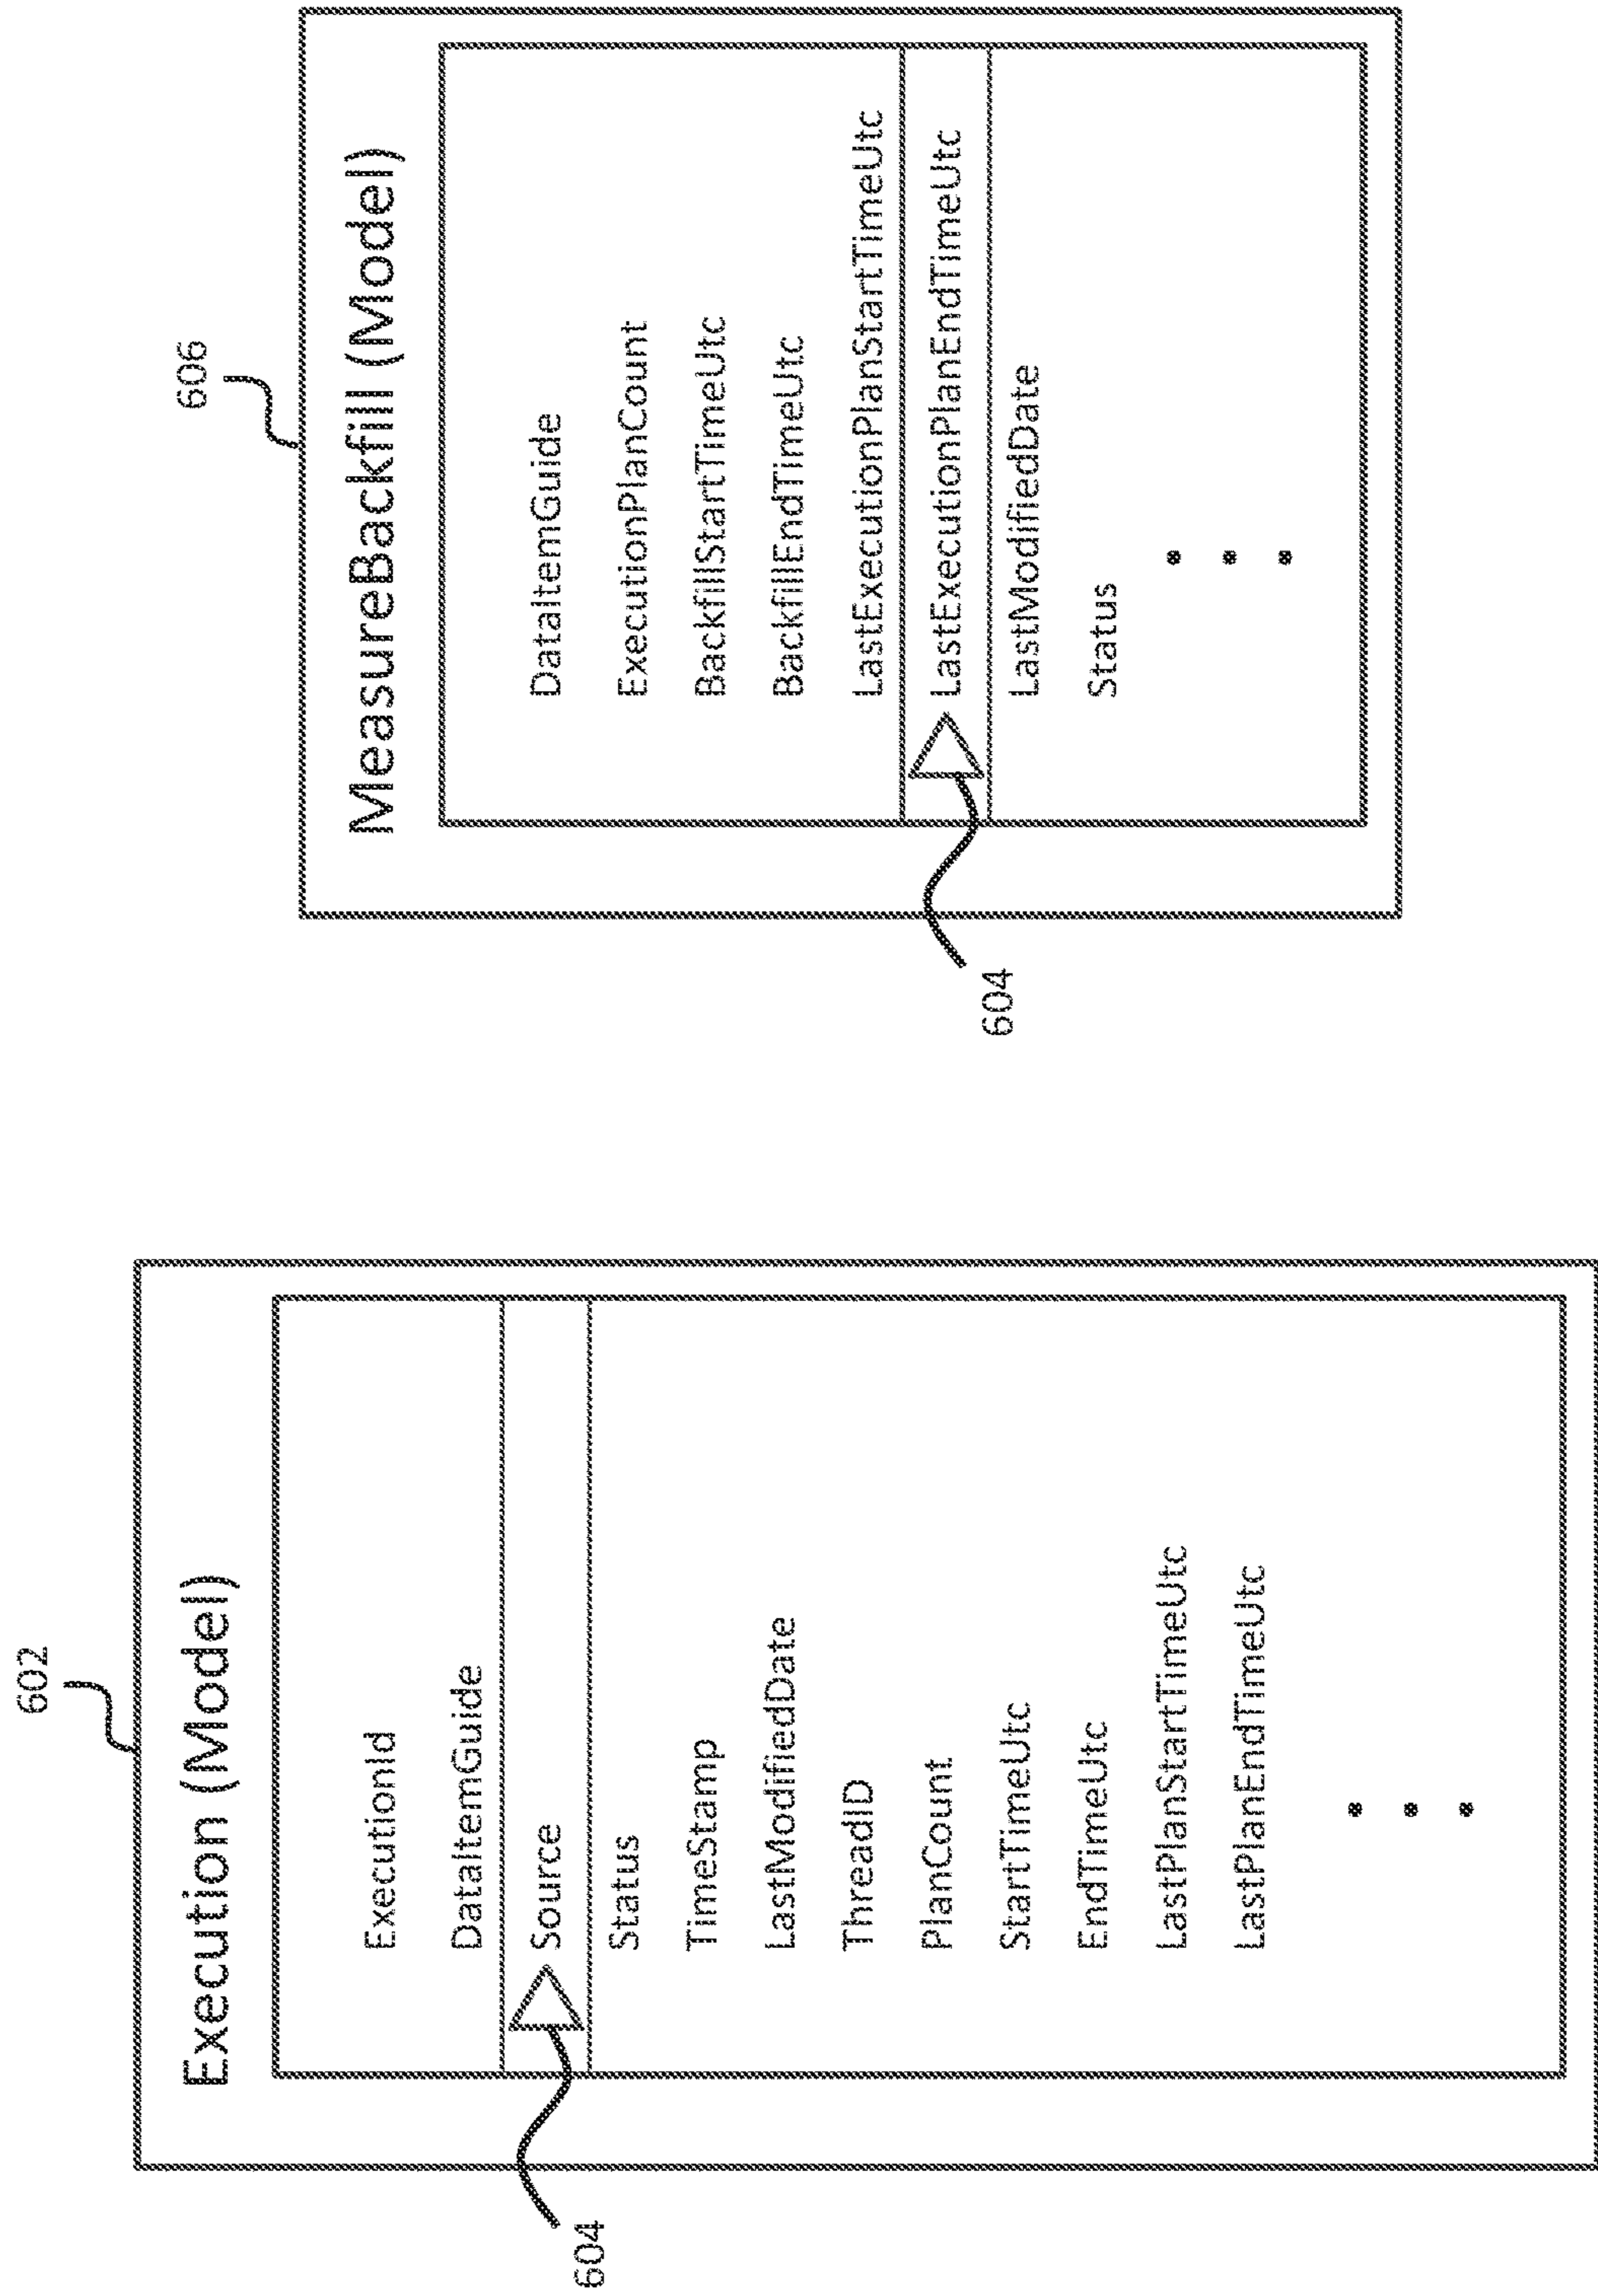 602
Execution (Model)
ExecutionId
DataItemGuide
Source
Status
TimeStamp
LastModifiedDate
ThreadID
PlanCount
StartTimeUtc
EndTimeUtc
LastPlanStartTimeUtc
LastPlanEndTimeUtc
604
606
MeasureBackfill (Model)
DataItemGuide
ExecutionPlanCount
BackfillStartTimeUtc
BackfillEndTimeUtc
LastExecutionPlanStartTimeUtc
LastExecutionPlanEndTimeUtc
LastModifiedDate
Status
604